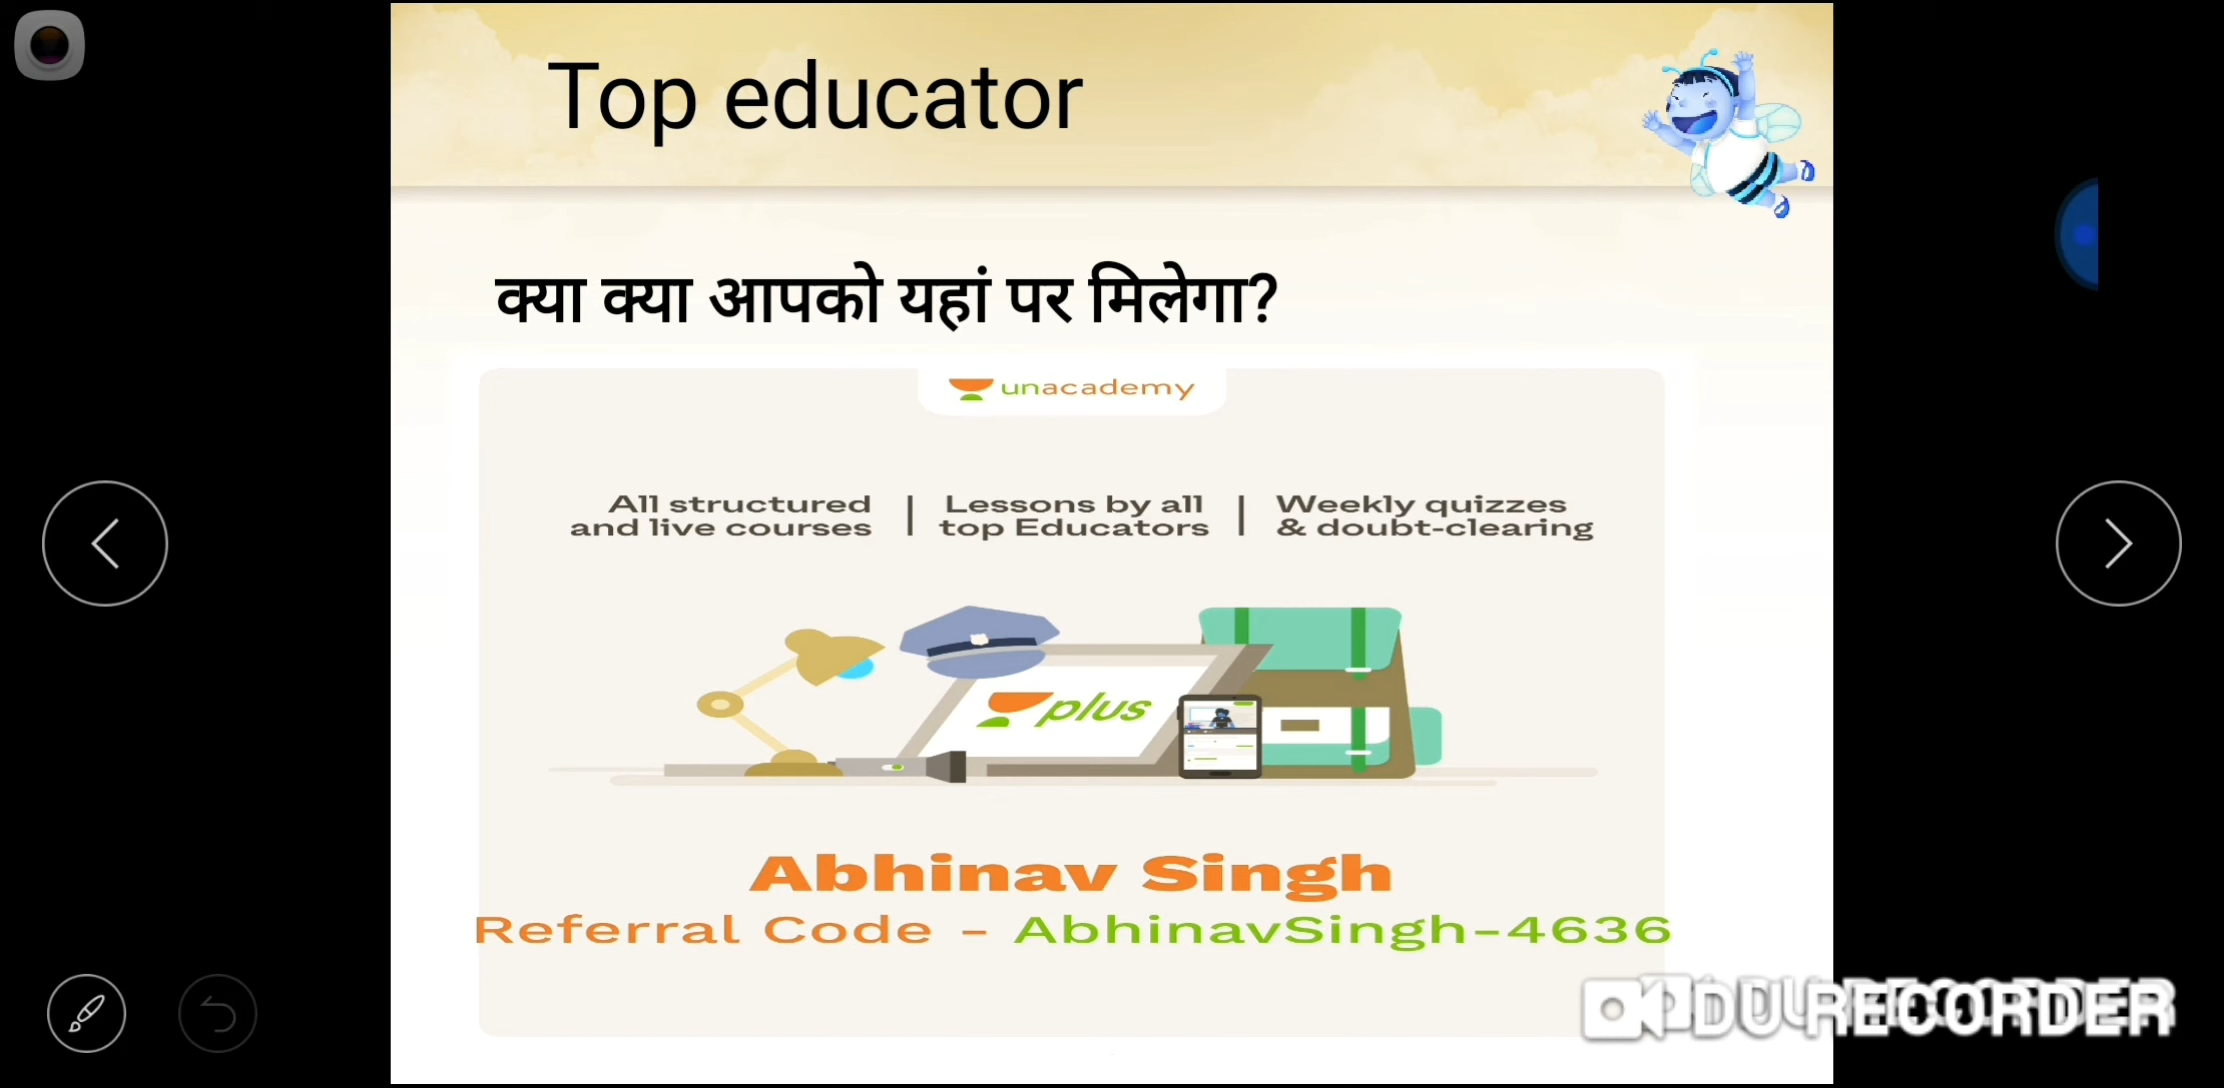 Top educator
क्या क्या आपको यहां पर मिलेगा?
unacademy
All structured
and live courses
Lessons by all
top Educators
Weekly quizzes
& doubt-clearing
plus
Abhinav Singh
Referral Code - AbhinavSingh-4636
DU RECORDER